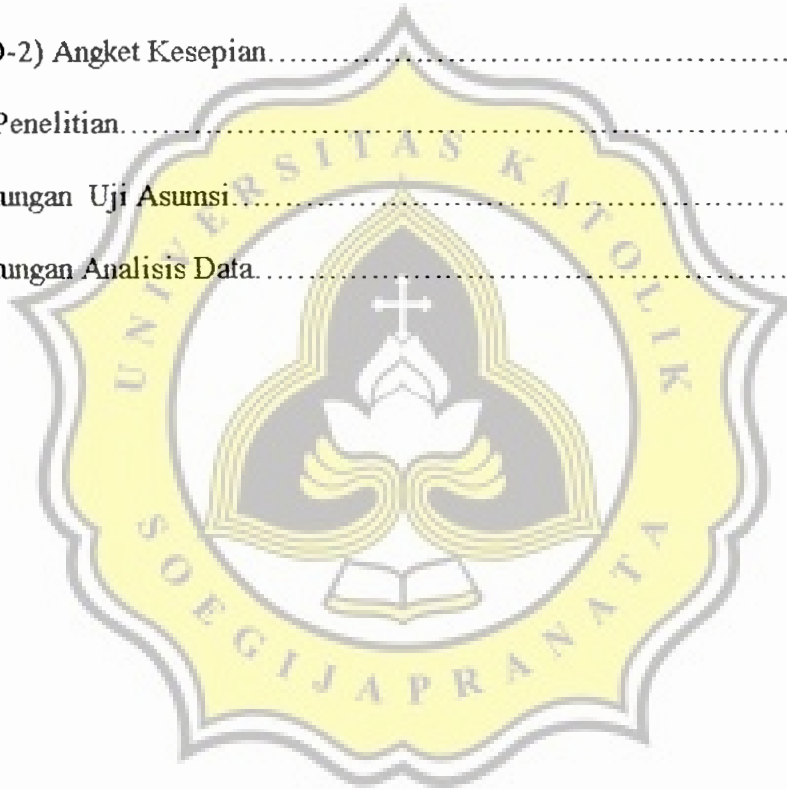 -2) Angket Kesepian
Penelitian
ungan Uji Asumsi
ungan Analisis Data
UNIVERSITAS KATOLIK
SOEGIJAPRANATA